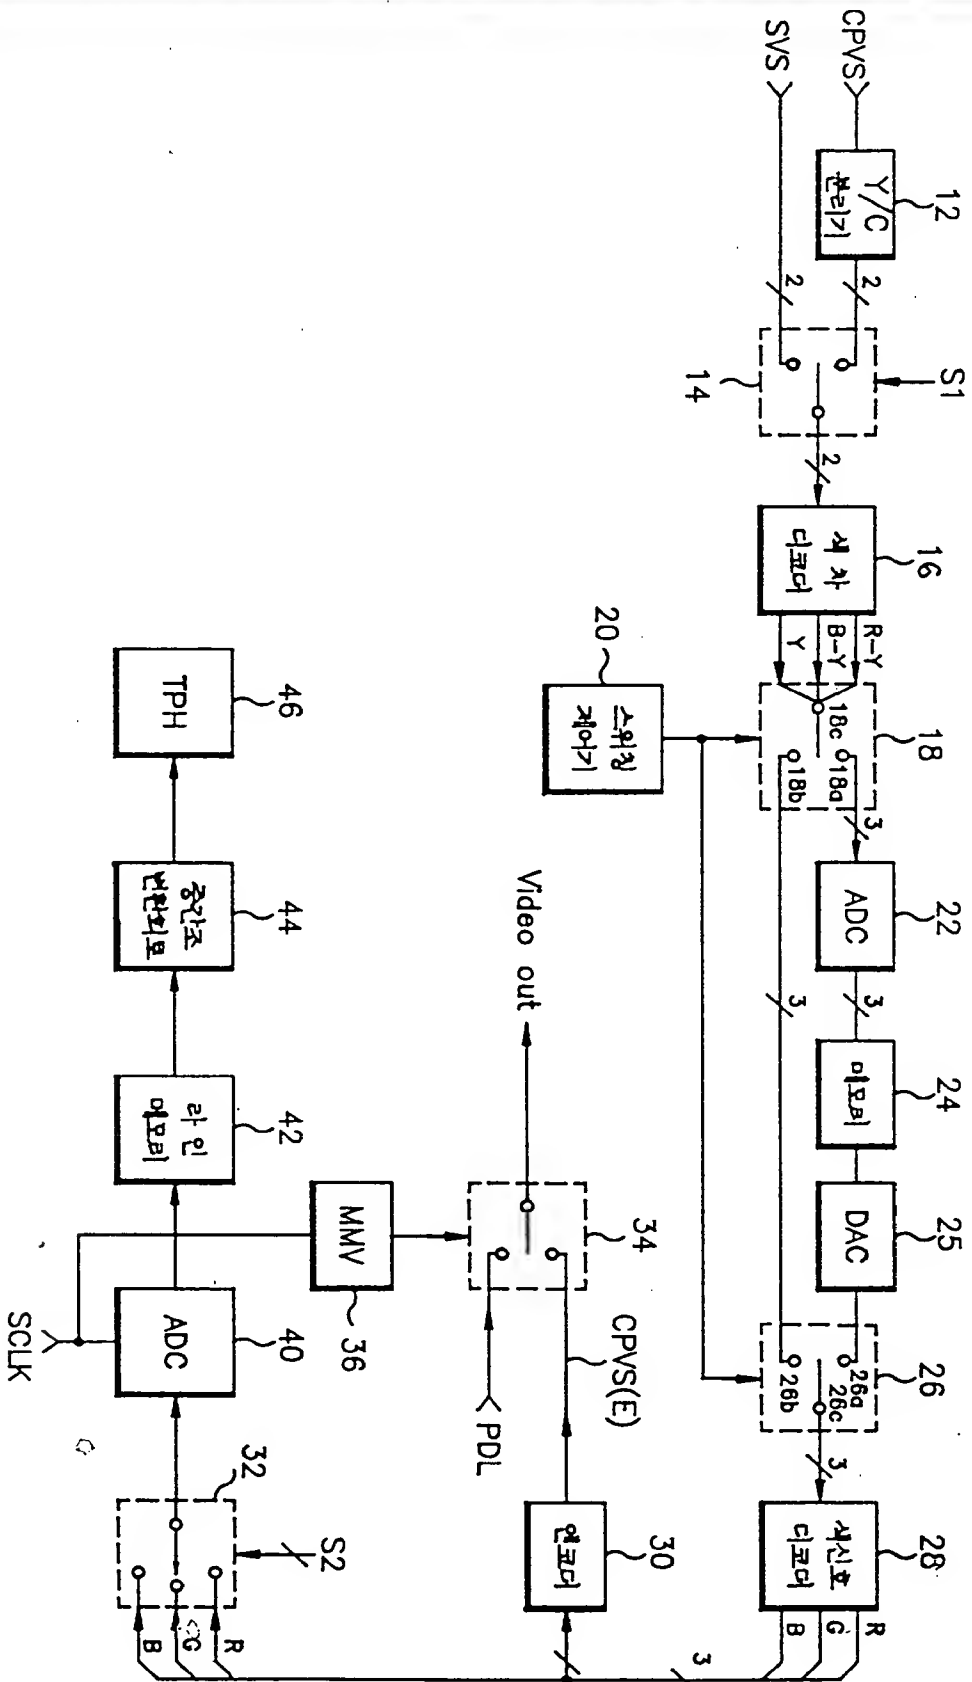 CPVS
SVS
Y/C
분리기
12
2
2
S1
14
2
색차
디코더
16
R-Y
B-Y
Y
18
18a
18b
18c
20
스위칭
제어기
3
3
ADC
22
3
메모리
24
DAC
25
26
26a
26b
26c
3
색신호
디코더
28
R
G
B
3
엔코더
30
CPVS(E)
PDL
34
Video out
MMV
36
S2
32
R
G
B
ADC
40
SCLK
라인
메모리
42
중간조
변환회로
44
TPH
46